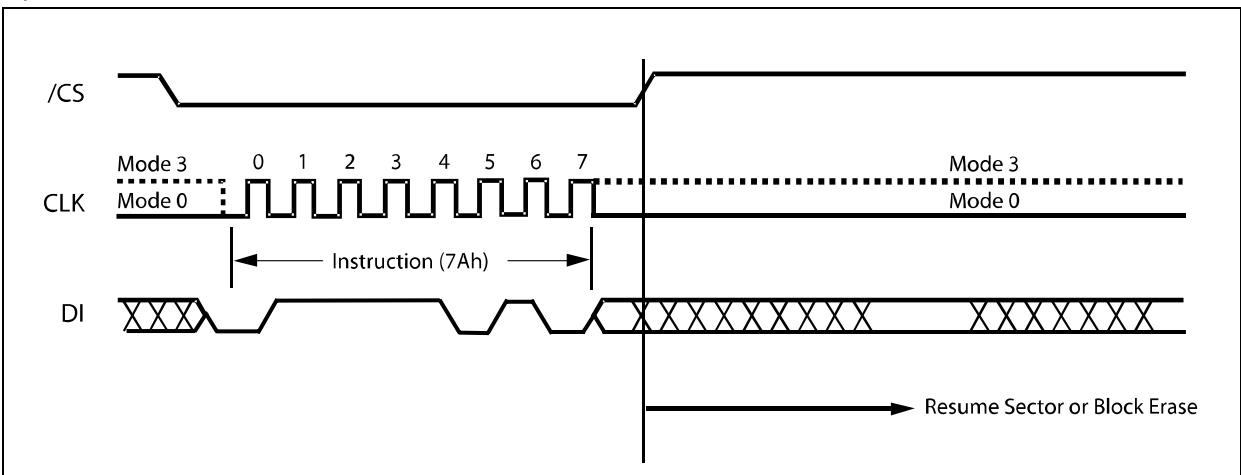 /CS
Mode 3 0 1 2 3 4 5 6 7 Mode 3
CLK Mode 0 Mode 0
Instruction (7Ah)
DI
Resume Sector or Block Erase